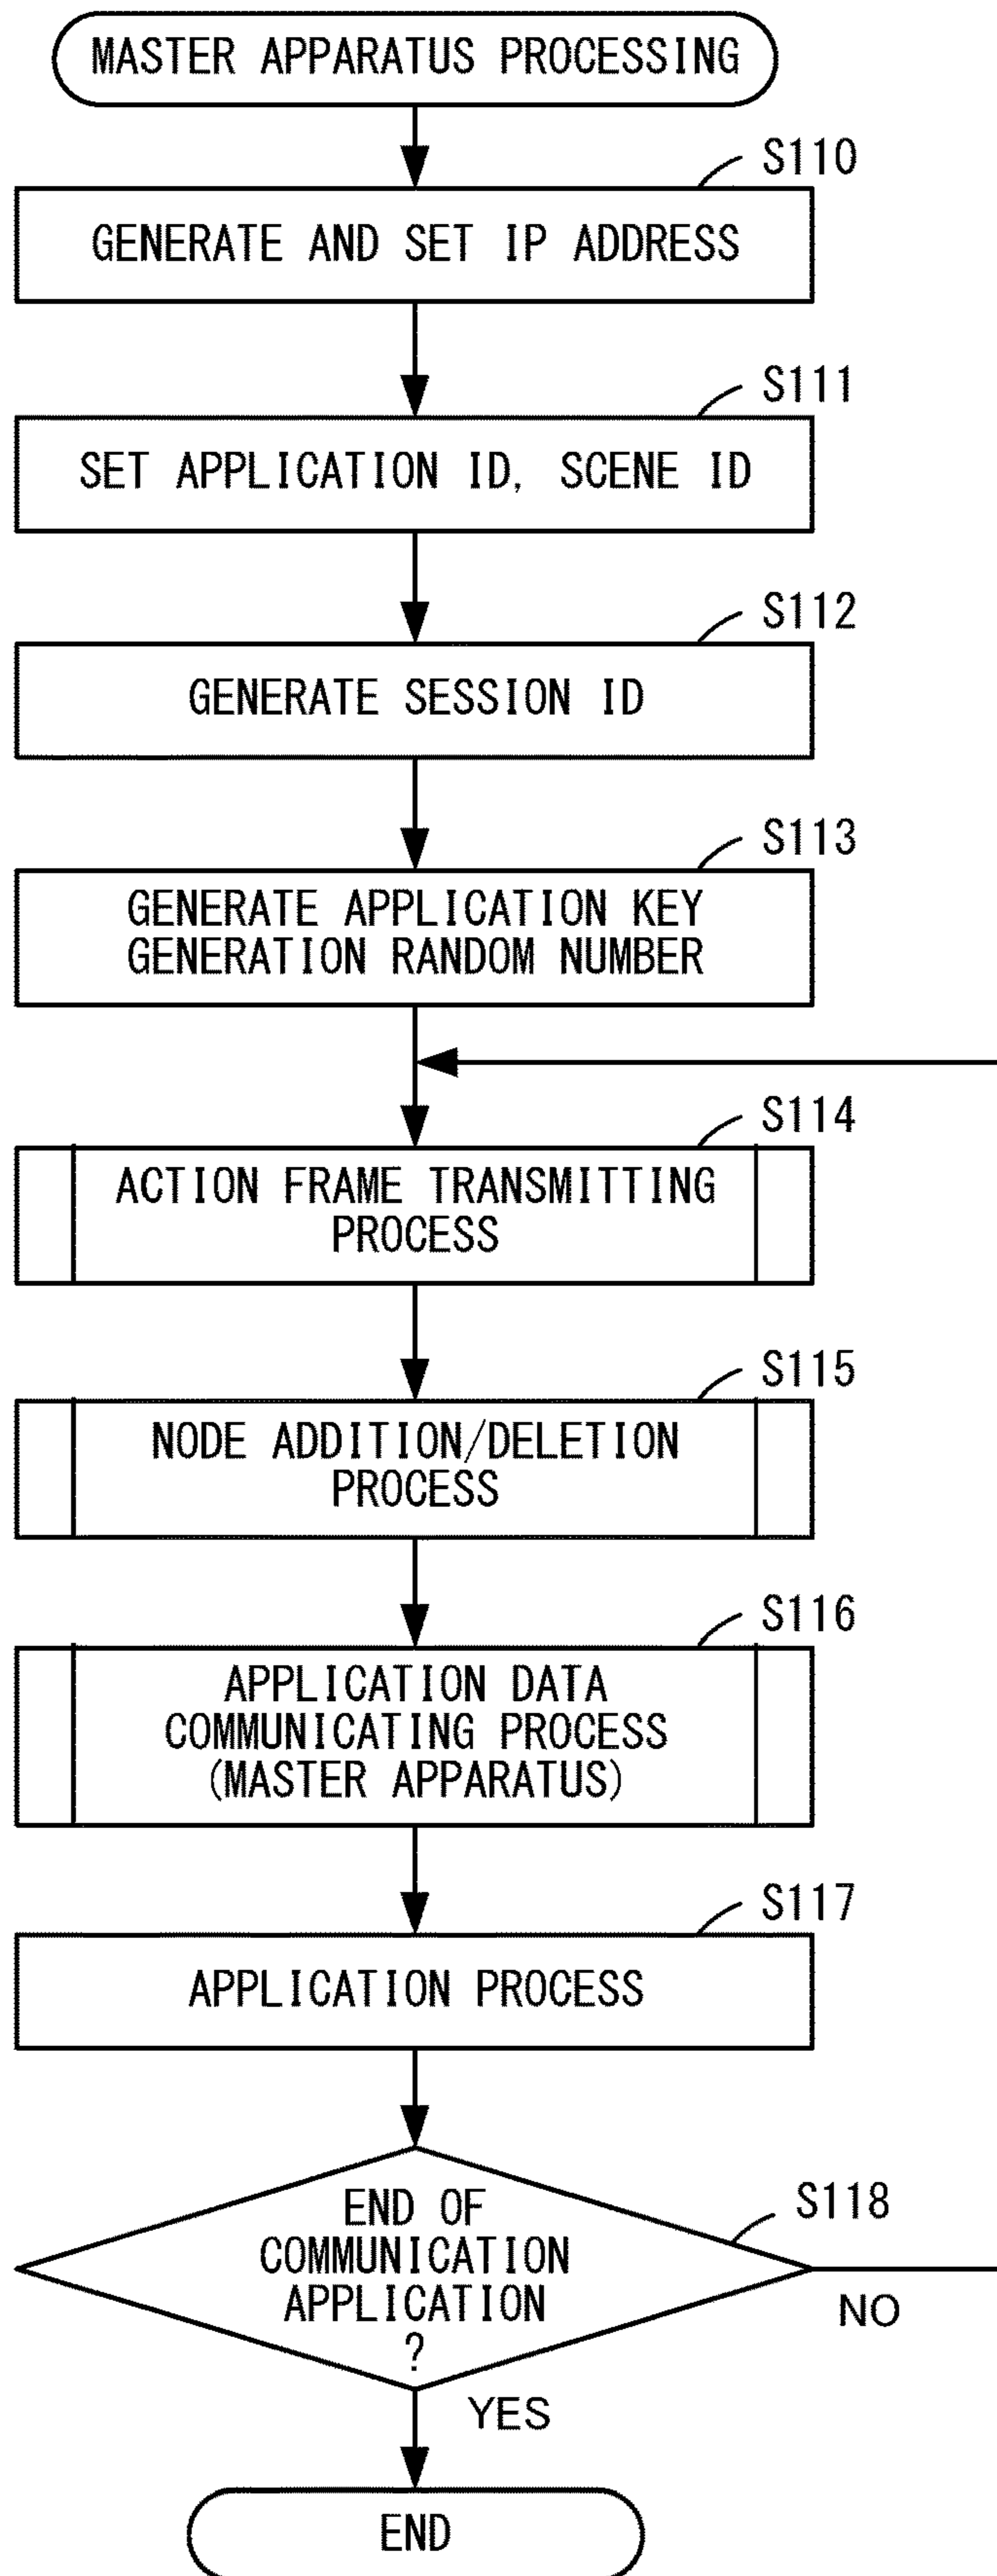 MASTER APPARATUS PROCESSING
S110
GENERATE AND SET IP ADDRESS
S111
SET APPLICATION ID, SCENE ID
S112
GENERATE SESSION ID
S113
GENERATE APPLICATION KEY
GENERATION RANDOM NUMBER
S114
ACTION FRAME TRANSMITTING
PROCESS
S115
NODE ADDITION/DELETION
PROCESS
S116
APPLICATION DATA
COMMUNICATING PROCESS
(MASTER APPARATUS)
S117
APPLICATION PROCESS
S118
END OF
COMMUNICATION
APPLICATION
?
NO
YES
END